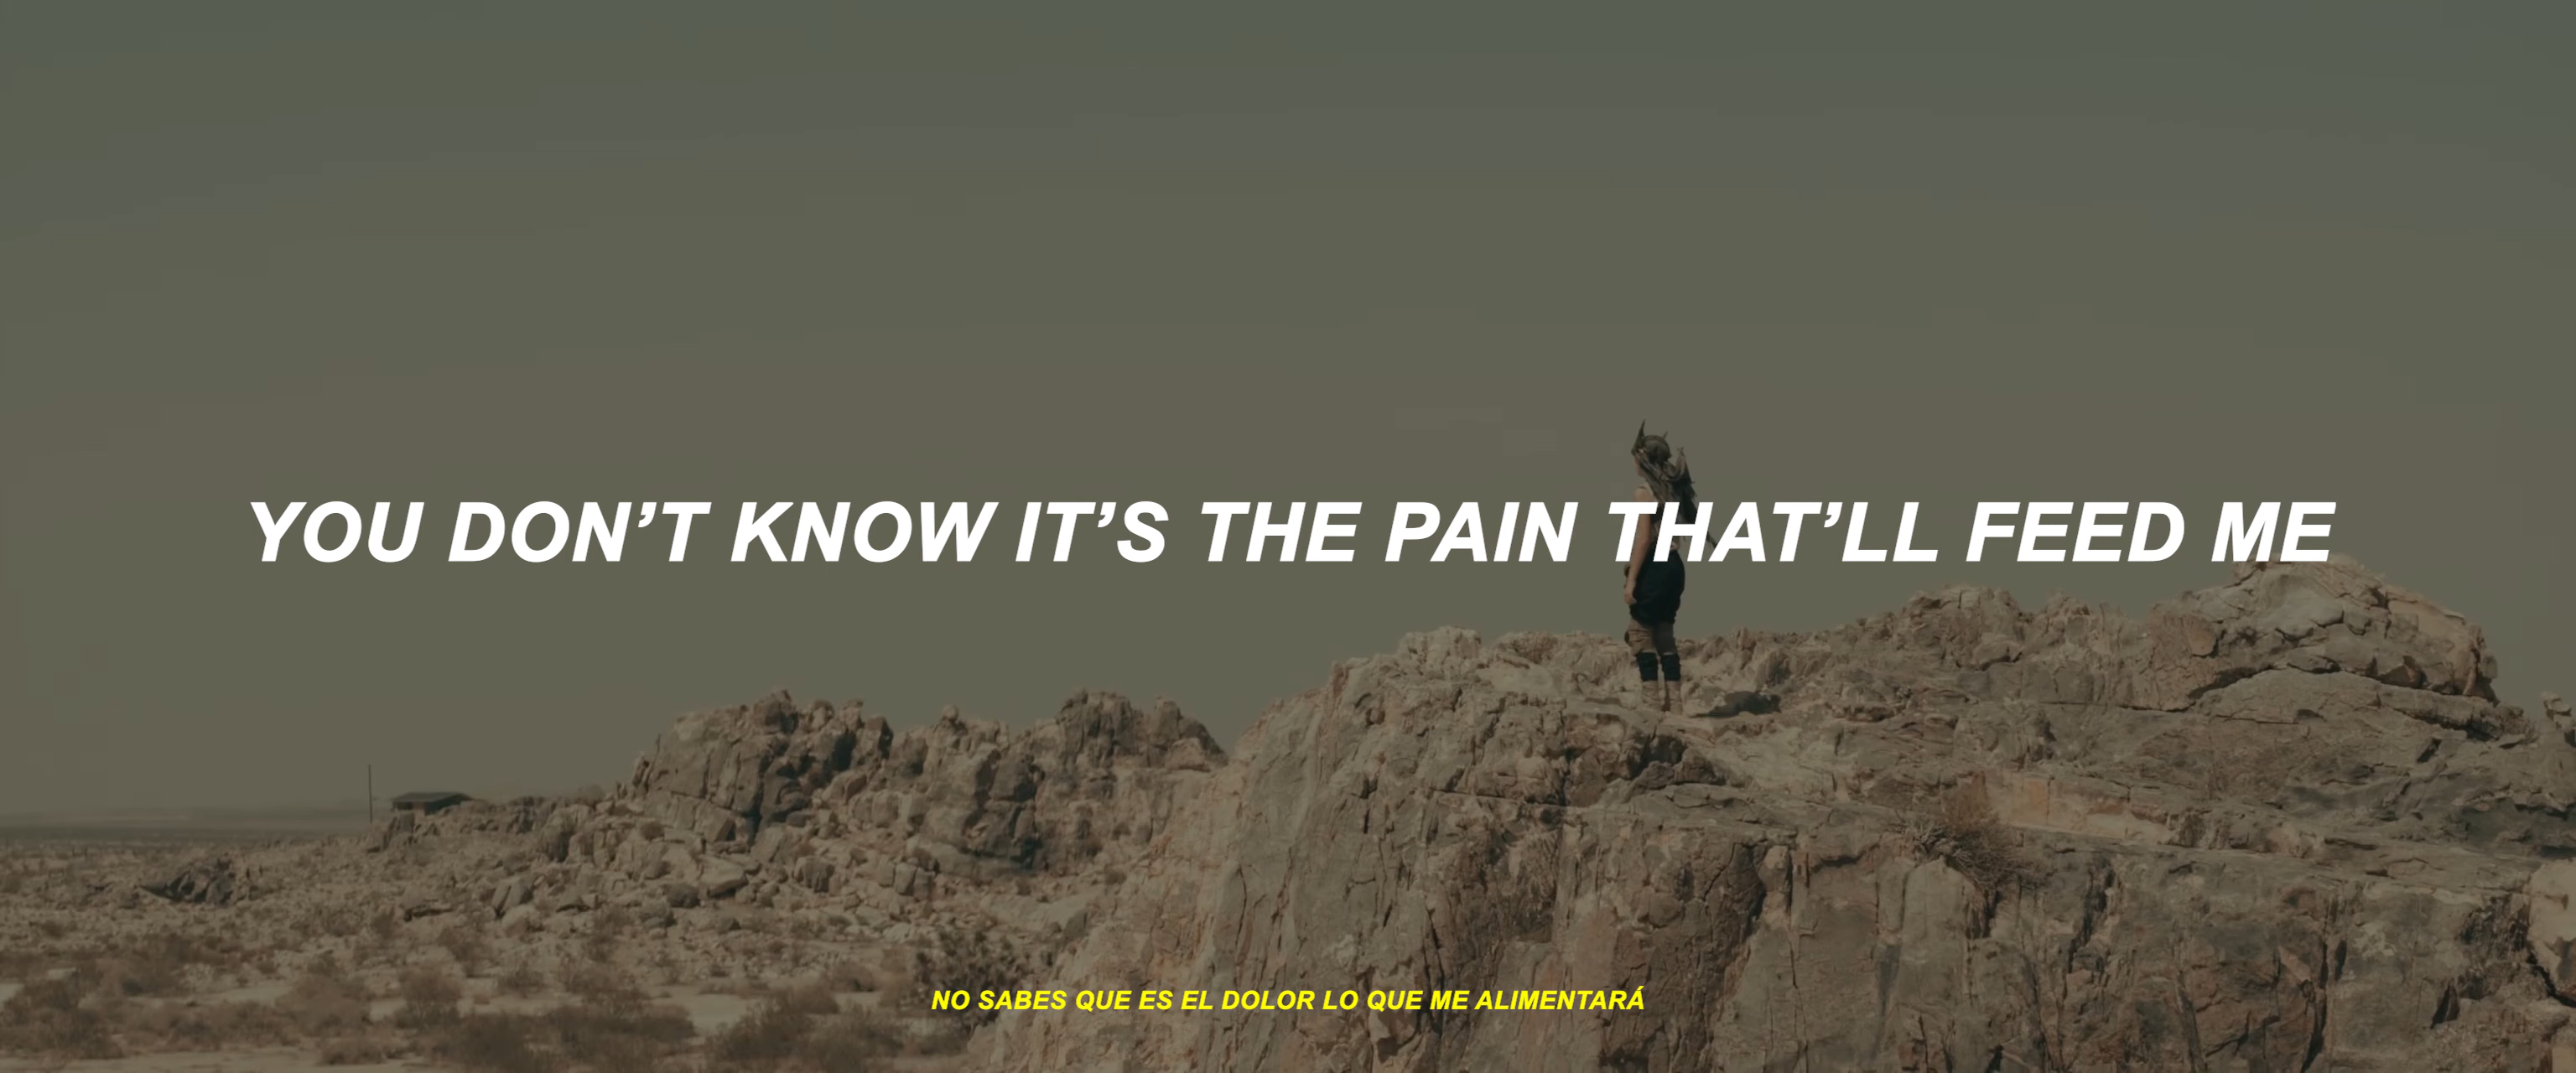 YOU DON’T KNOW IT’S THE PAIN THAT’LL FEED ME
NO SABES QUE ES EL DOLOR LO QUE ME ALIMENTARÁ